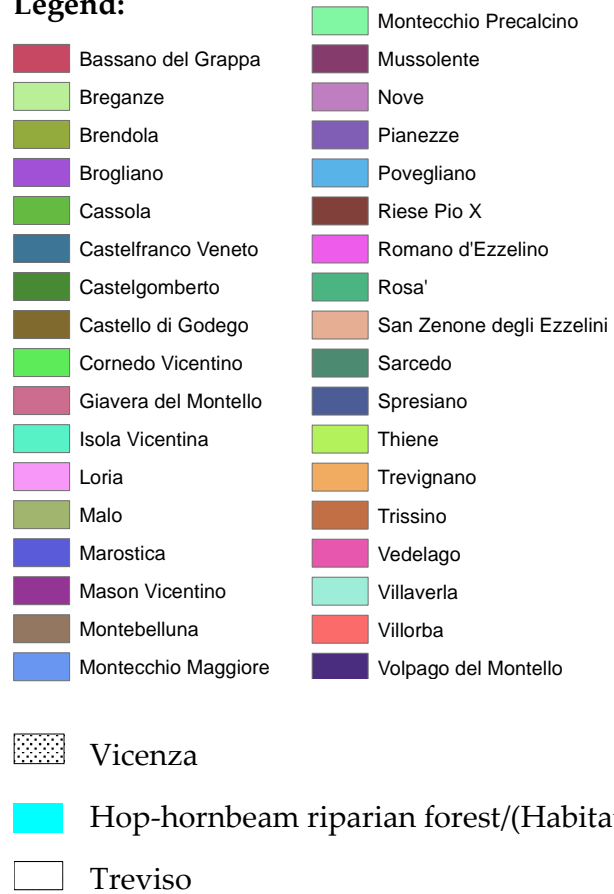 Legend:
Bassano del Grappa
Breganze
Brendola
Brogliano
Cassola
Castelfranco Veneto
Castelgomberto
Castello di Godego
Cornedo Vicentino
Giavera del Montello
Isola Vicentina
Loria
Malo
Marostica
Mason Vicentino
Montebelluna
Montecchio Maggiore
Montecchio Precalcino
Mussolente
Nove
Pianezze
Povegliano
Riese Pio X
Romano d'Ezzelino
Rosa'
San Zenone degli Ezzelini
Sarcedo
Spresiano
Thiene
Trevignano
Trissino
Vedelago
Villaverla
Villorba
Volpago del Montello
Vicenza
Hop-hornbeam riparian forest/(Habita
Treviso